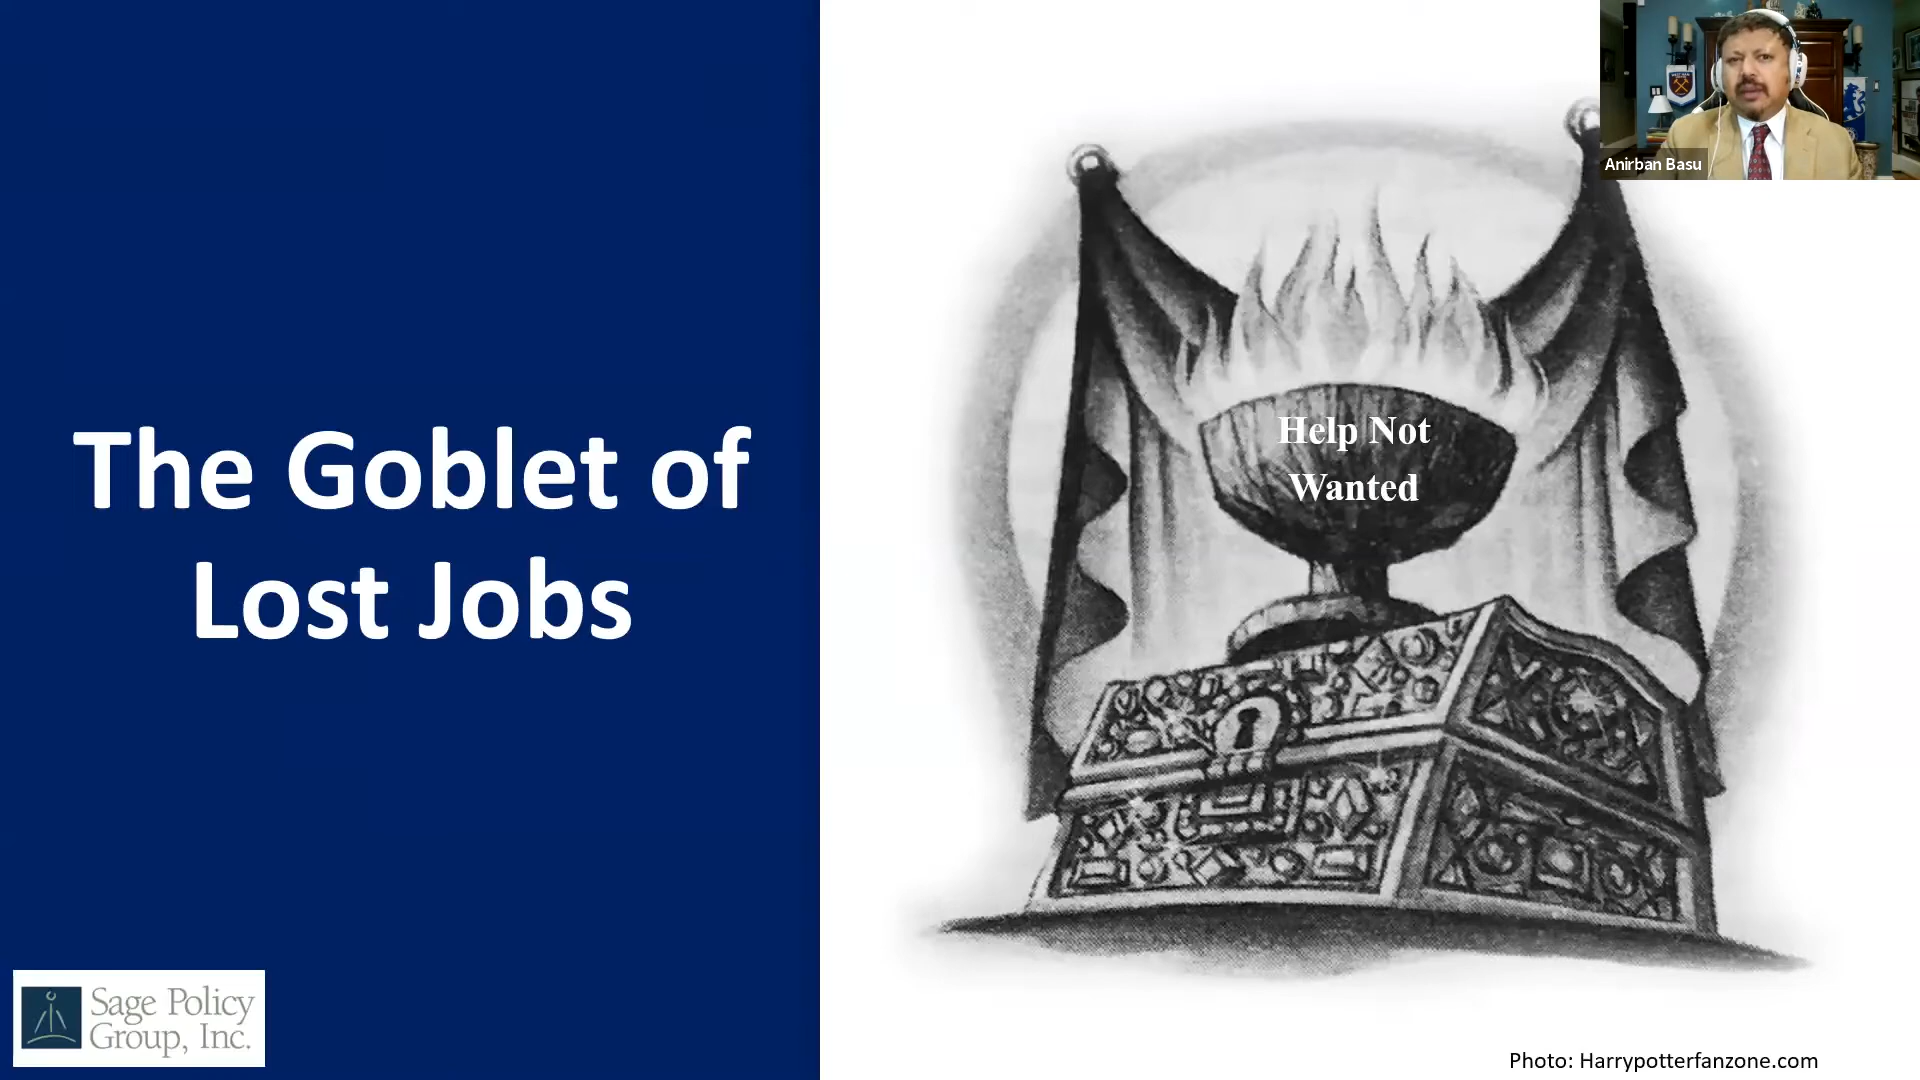 The Goblet of
Lost Jobs
Help Not
Wanted
Anirban Basu
Sage Policy
Group, Inc.
Photo: Harrypotterfanzone.com